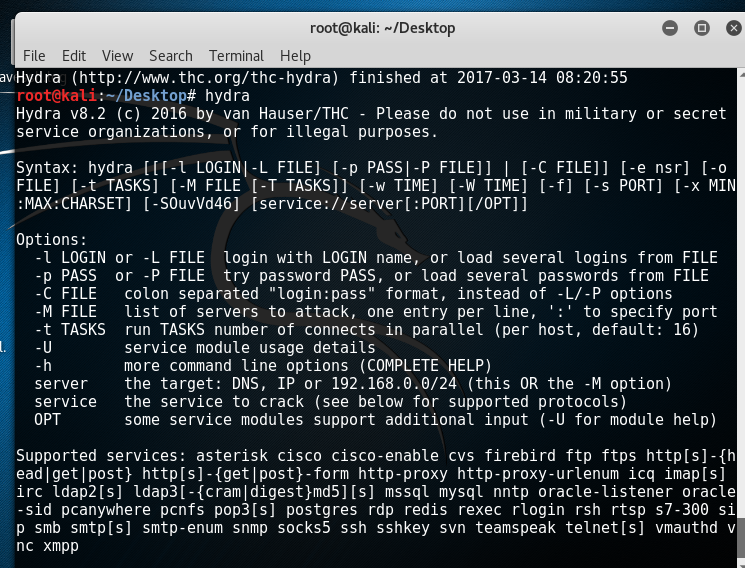 root@kali: ~/Desktop
File Edit View Search Terminal Help
Hydra (http://www.thc.org/thc-hydra) finished at 2017-03-14 08:20:55
root@kali:~/Desktop# hydra
Hydra v8.2 (c) 2016 by van Hauser/THC - Please do not use in military or secret
service organizations, or for illegal purposes.
Syntax: hydra [[[-l LOGIN|-L FILE] [-p PASS|-P FILE]] | [-C FILE]] [-e nsr] [-o
FILE] [-t TASKS] [-M FILE [-T TASKS]] [-w TIME] [-W TIME] [-f] [-s PORT] [-x MIN
:MAX:CHARSET] [-SOuvVd46] [service://server[:PORT][/OPT]]
Options:
-l LOGIN or -L FILE  login with LOGIN name, or load several logins from FILE
-p PASS  or -P FILE  try password PASS, or load several passwords from FILE
-C FILE   colon separated "login:pass" format, instead of -L/-P options
-M FILE   list of servers to attack, one entry per line, ':' to specify port
-t TASKS  run TASKS number of connects in parallel (per host, default: 16)
-U        service module usage details
-h        more command line options (COMPLETE HELP)
server    the target: DNS, IP or 192.168.0.0/24 (this OR the -M option)
service   the service to crack (see below for supported protocols)
OPT       some service modules support additional input (-U for module help)
Supported services: asterisk cisco cisco-enable cvs firebird ftp ftps http[s]-{h
ead|get|post} http[s]-{get|post}-form http-proxy http-proxy-urlenum icq imap[s]
irc ldap2[s] ldap3[-{cram|digest}md5][s] mssql mysql nntp oracle-listener oracle
-sid pcanywhere pcnfs pop3[s] postgres rdp redis rexec rlogin rsh rtsp s7-300 si
p smb smtp[s] smtp-enum snmp socks5 ssh sshkey svn teamspeak telnet[s] vmauthd v
nc xmpp